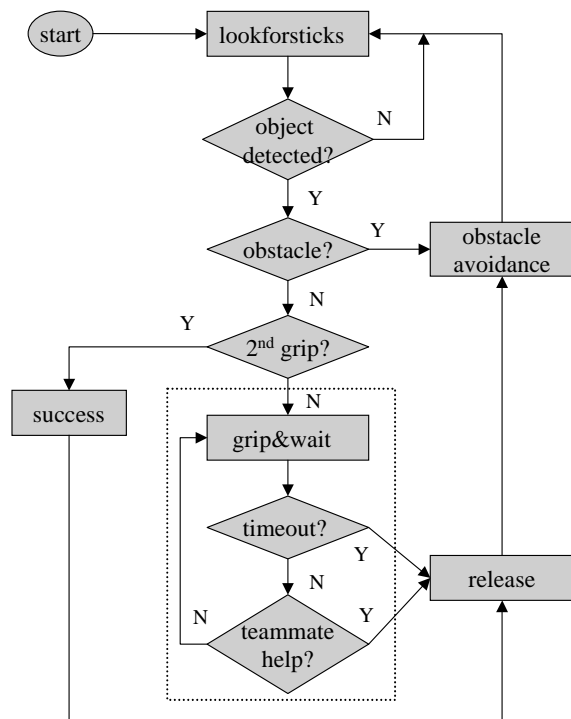 start
lookforsticks
N
object
detected?
Y
obstacle?
Y
obstacle
avoidance
N
Y
2nd grip?
success
N
grip&wait
timeout?
Y
N
release
N
Y
teammate
help?